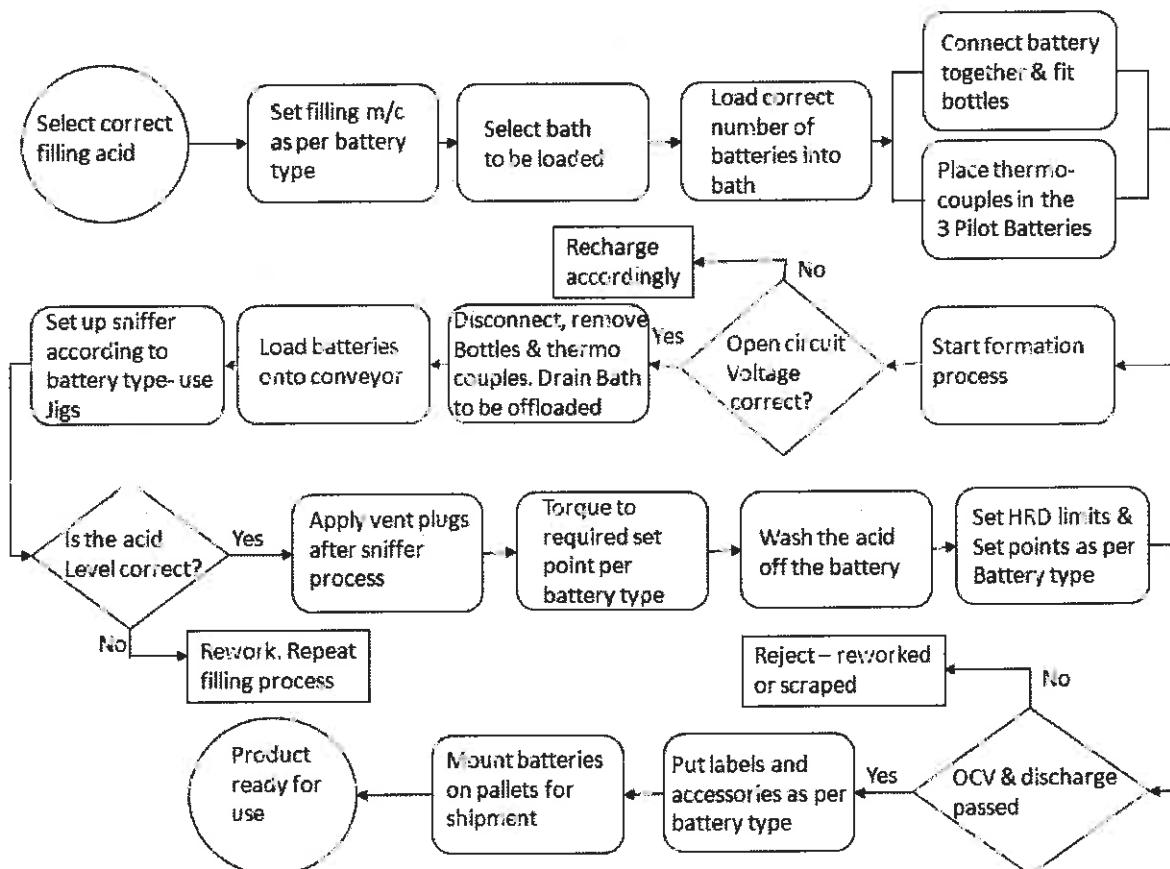 Select correct
filling acid
Set filling m/c
as per battery
type
Select bath
to be loaded
Load correct
number of
batteries into
bath
Connect battery
together & fit
bottles
Place thermo-
couples in the
3 Pilot Batteries
Start formation
process
Open circuit
Voltage
correct?
No
Recharge
accordingly
Yes
Disconnect, remove
Bottles & thermo
couples. Drain Bath
to be offloaded
Load batteries
onto conveyor
Set up sniffer
according to
battery type- use
Jigs
Is the acid
Level correct?
No
Rework. Repeat
filling process
Yes
Apply vent plugs
after sniffer
process
Torque to
required set
point per
battery type
Wash the acid
off the battery
Set HRD limits &
Set points as per
Battery type
OCV & discharge
passed
No
Reject – reworked
or scraped
Yes
Put labels and
accessories as per
battery type
Mount batteries
on pallets for
shipment
Product
ready for
use